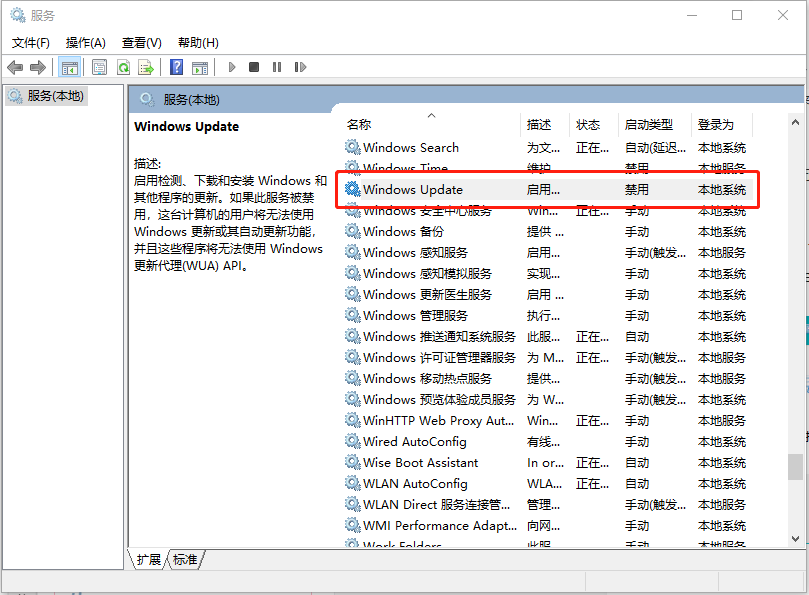 服务
文件(F) 操作(A) 查看(V) 帮助(H)
服务(本地)
服务(本地)
Windows Update
描述:
启用检测、下载和安装 Windows 和
其他程序的更新。如果此服务被禁
用，这台计算机的用户将无法使用
Windows 更新或其自动更新功能，
并且这些程序将无法使用 Windows
更新代理(WUA) API。
名称 描述 状态 启动类型 登录为
Windows Search 为文... 正在... 自动(延迟... 本地系统
Windows Time 维护... 禁用 本地服务
Windows Update 启用... 禁用 本地系统
Windows 安全中心服务 Win... 正在... 手动 本地系统
Windows 备份 提供 ... 手动 本地系统
Windows 感知服务 启用... 手动(触发... 本地服务
Windows 感知模拟服务 实现... 手动 本地系统
Windows 更新医生服务 启用 ... 手动 本地系统
Windows 管理服务 执行... 手动 本地系统
Windows 推送通知系统服务 此服... 正在... 自动 本地系统
Windows 许可证管理器服务 为 M... 正在... 手动(触发... 本地服务
Windows 移动热点服务 提供... 手动(触发... 本地服务
Windows 预览体验成员服务 为 W... 手动(触发... 本地系统
WinHTTP Web Proxy Aut... Win... 正在... 手动 本地服务
Wired AutoConfig 有线... 手动 本地系统
Wise Boot Assistant In or... 正在... 自动 本地系统
WLAN AutoConfig WLA... 正在... 自动 本地系统
WLAN Direct 服务连接管... 管理... 手动(触发... 本地服务
WMI Performance Adapt... 向网... 手动 本地系统
Work Folders 此服... 手动 本地服务
扩展 标准